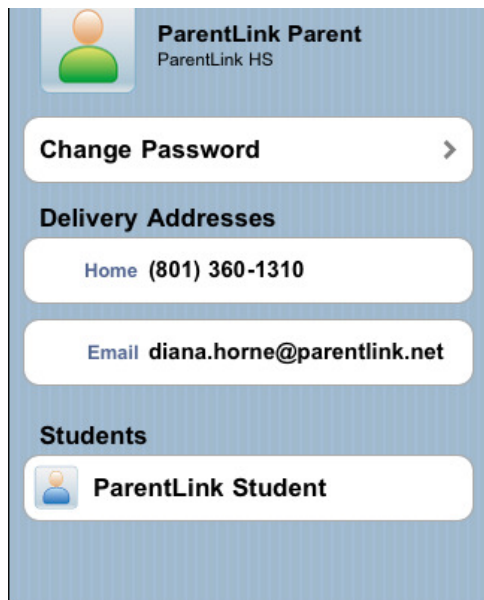 ParentLink Parent
ParentLink HS
Change Password
Delivery Addresses
Home (801) 360-1310
Email diana.horne@parentlink.net
Students
ParentLink Student